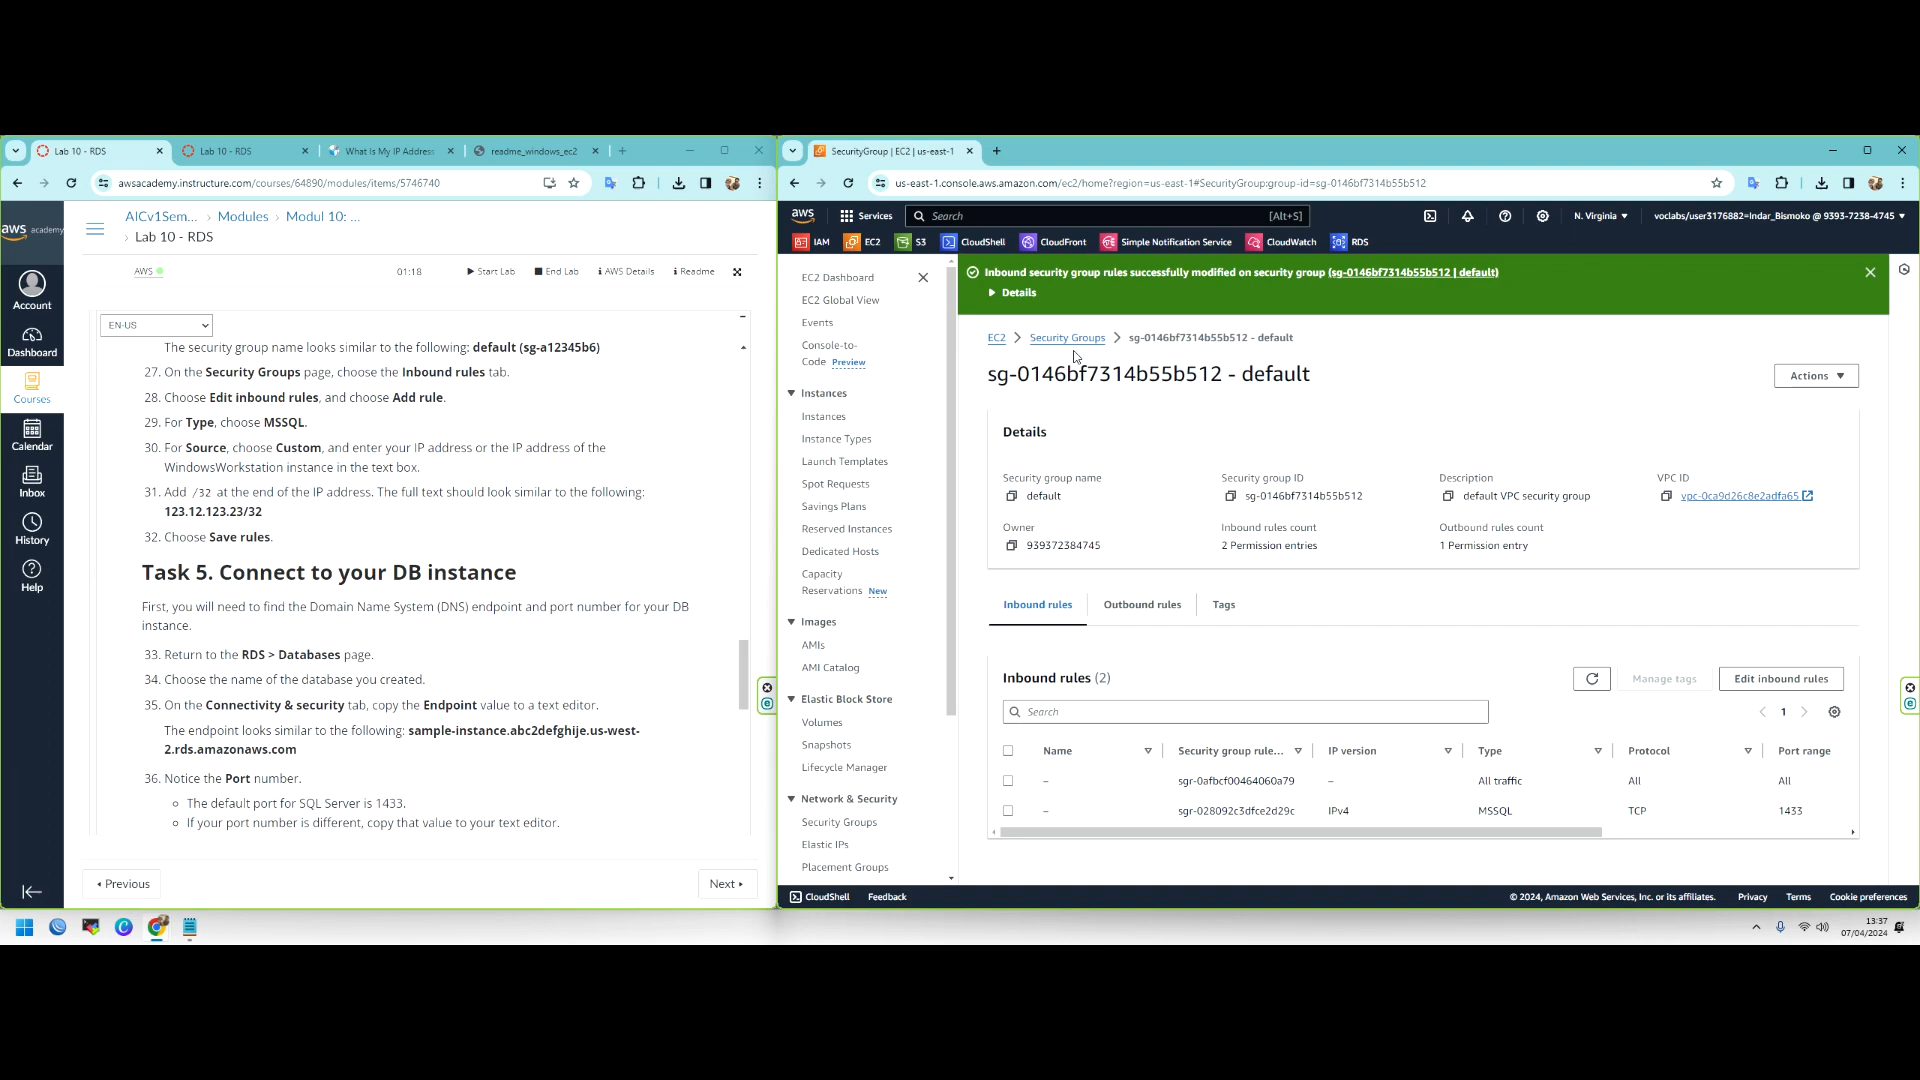 Lab 10 - RDS
Lab 10 - RDS
What Is My IP Address
readme_windows_ec2
awsacademy.instructure.com/courses/64890/modules/items/5746740
aws academy
AICv1Sem... > Modules > Modul 10: ...
> Lab 10 - RDS
AWS
01:18
Start Lab
End Lab
AWS Details
Readme
Account
Dashboard
Courses
Calendar
Inbox
History
Help
EN-US
The security group name looks similar to the following: default (sg-a12345b6)
27. On the Security Groups page, choose the Inbound rules tab.
28. Choose Edit inbound rules, and choose Add rule.
29. For Type, choose MSSQL.
30. For Source, choose Custom, and enter your IP address or the IP address of the
WindowsWorkstation instance in the text box.
31. Add /32 at the end of the IP address. The full text should look similar to the following:
123.12.123.23/32
32. Choose Save rules.
Task 5. Connect to your DB instance
First, you will need to find the Domain Name System (DNS) endpoint and port number for your DB
instance.
33. Return to the RDS > Databases page.
34. Choose the name of the database you created.
35. On the Connectivity & security tab, copy the Endpoint value to a text editor.
The endpoint looks similar to the following: sample-instance.abc2defghije.us-west-
2.rds.amazonaws.com
36. Notice the Port number.
The default port for SQL Server is 1433.
If your port number is different, copy that value to your text editor.
Previous
Next
SecurityGroup | EC2 | us-east-1
us-east-1.console.aws.amazon.com/ec2/home?region=us-east-1#SecurityGroup:group-id=sg-0146bf7314b55b512
aws
Services
Search
[Alt+S]
N. Virginia
voclabs/user3176882=Indar_Bismoko @ 9393-7238-4745
IAM
EC2
S3
CloudShell
CloudFront
Simple Notification Service
CloudWatch
RDS
EC2 Dashboard
EC2 Global View
Events
Console-to-
Code Preview
Instances
Instances
Instance Types
Launch Templates
Spot Requests
Savings Plans
Reserved Instances
Dedicated Hosts
Capacity
Reservations New
Images
AMIs
AMI Catalog
Elastic Block Store
Volumes
Snapshots
Lifecycle Manager
Network & Security
Security Groups
Elastic IPs
Placement Groups
Inbound security group rules successfully modified on security group (sg-0146bf7314b55b512 | default)
Details
EC2 > Security Groups > sg-0146bf7314b55b512 - default
sg-0146bf7314b55b512 - default
Actions
Details
Security group name
default
Security group ID
sg-0146bf7314b55b512
Description
default VPC security group
VPC ID
vpc-0ca9d26c8e2adfa65
Owner
939372384745
Inbound rules count
2 Permission entries
Outbound rules count
1 Permission entry
Inbound rules
Outbound rules
Tags
Inbound rules (2)
Manage tags
Edit inbound rules
Search
1
Name
Security group rule...
IP version
Type
Protocol
Port range
– sgr-0afbcf00464060a79 – All traffic All All
– sgr-028092c3dfce2d29c IPv4 MSSQL TCP 1433
CloudShell
Feedback
© 2024, Amazon Web Services, Inc. or its affiliates.
Privacy
Terms
Cookie preferences
13:37
07/04/2024